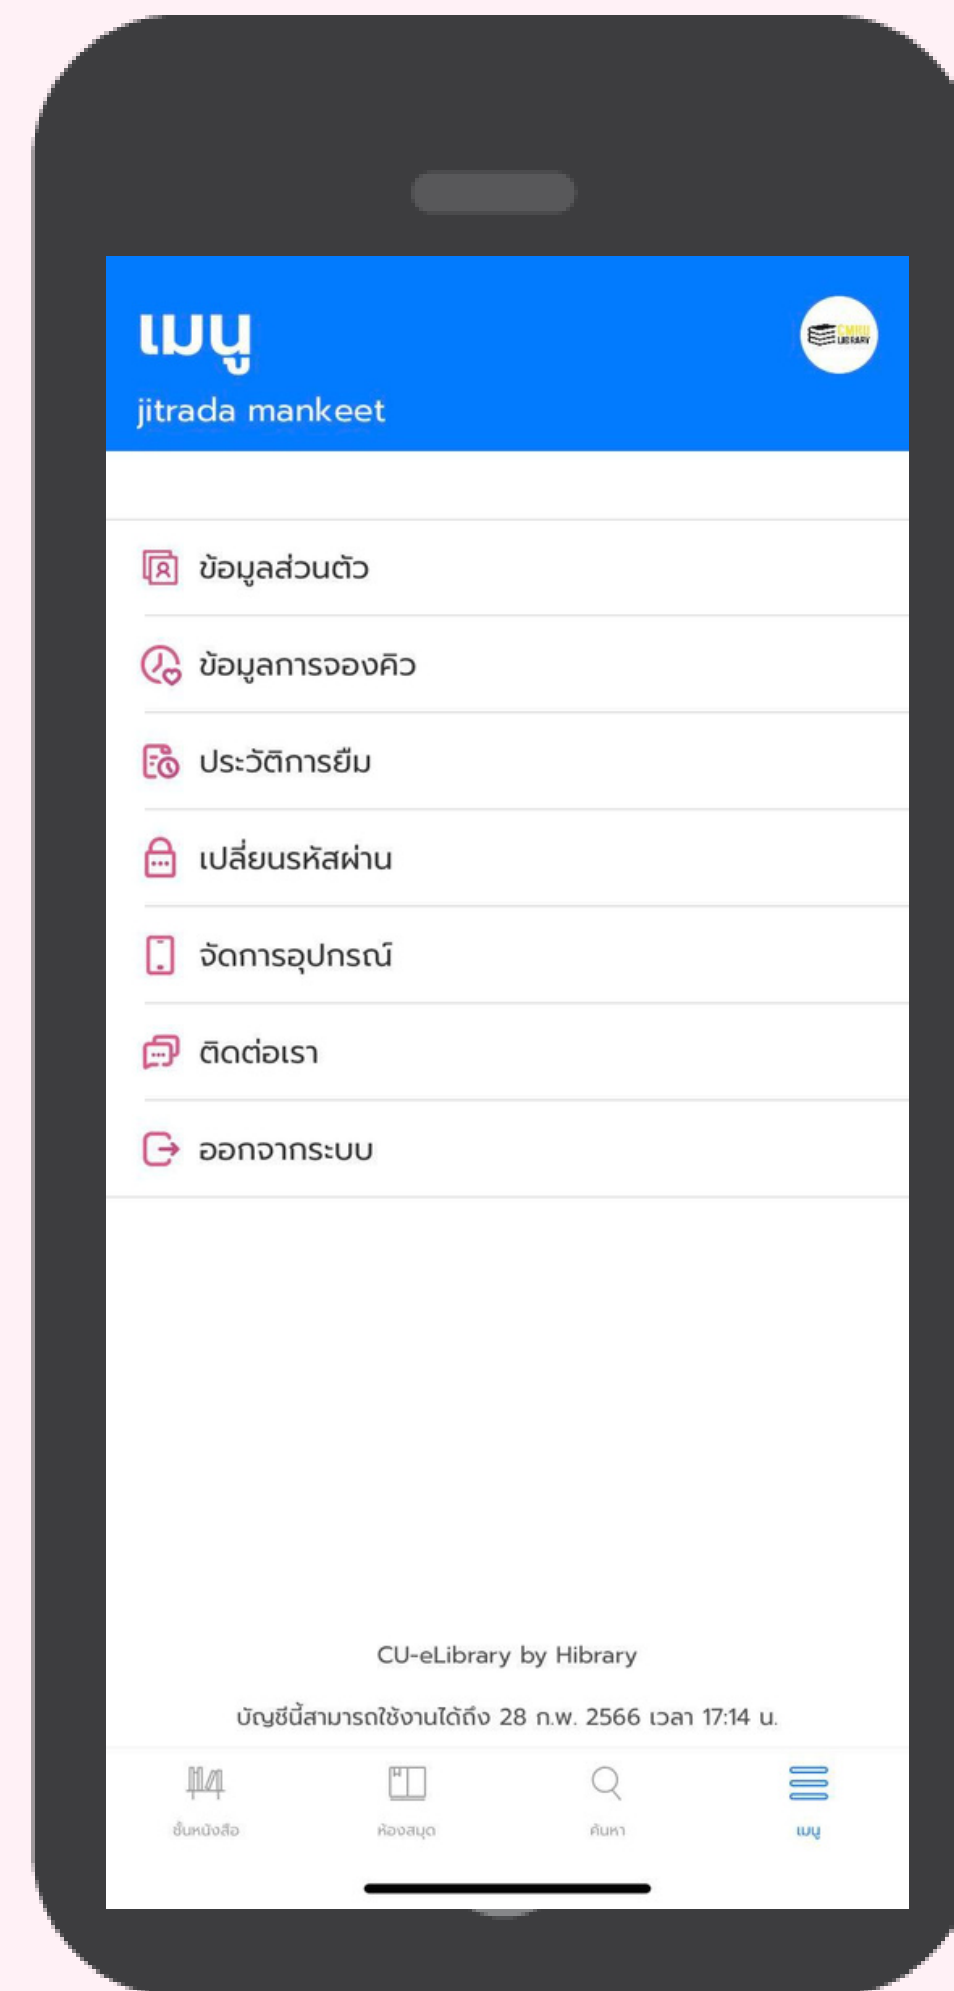 เมนู
CMRU
LIBRARY
jitrada mankeet
ข้อมูลส่วนตัว
ข้อมูลการจองคิว
ประวัติการยืม
เปลี่ยนรหัสผ่าน
จัดการอุปกรณ์
ติดต่อเรา
ออกจากระบบ
CU-eLibrary by Hibrary
บัญชีนี้สามารถใช้งานได้ถึง 28 ก.พ. 2566 เวลา 17:14 น.
ชั้นหนังสือ ห้องสมุด ค้นหา เมนู